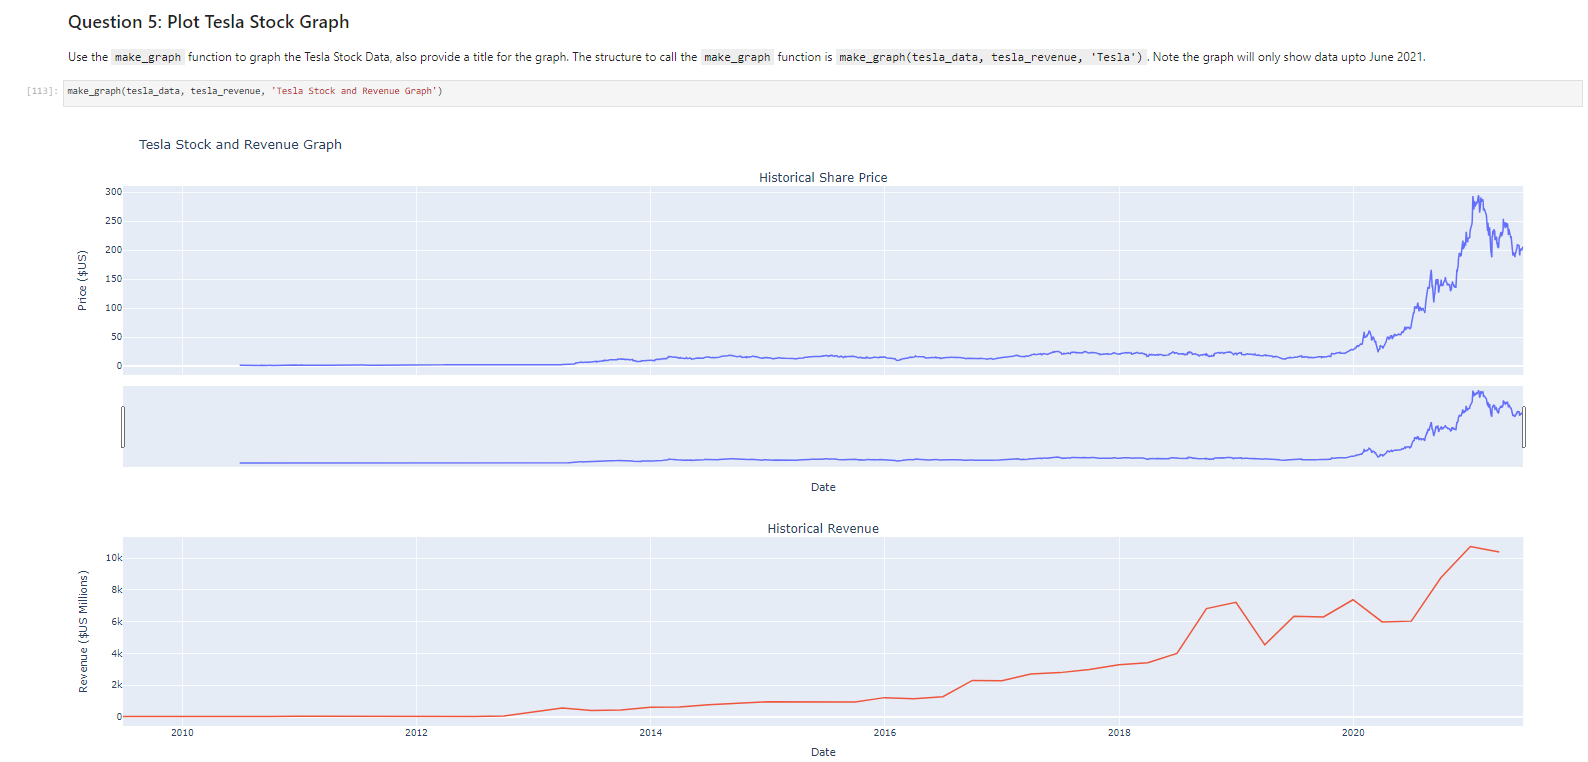 Question 5: Plot Tesla Stock Graph
Use the make_graph function to graph the Tesla Stock Data, also provide a title for the graph. The structure to call the make_graph function is make_graph(tesla_data, tesla_revenue, 'Tesla') . Note the graph will only show data upto June 2021.
[113]: make_graph(tesla_data, tesla_revenue, 'Tesla Stock and Revenue Graph')
Tesla Stock and Revenue Graph
Historical Share Price
Price ($US)
300
250
200
150
100
50
0
Date
Historical Revenue
Revenue ($US Millions)
10k
8k
6k
4k
2k
0
2010 2012 2014 2016 2018 2020
Date